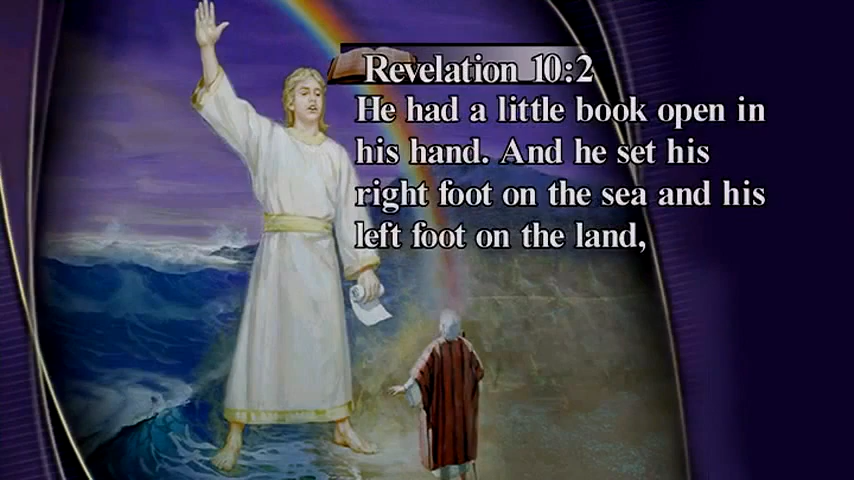 Revelation 10:2
He had a little book open in
his hand. And he set his
right foot on the sea and his
left foot on the land,